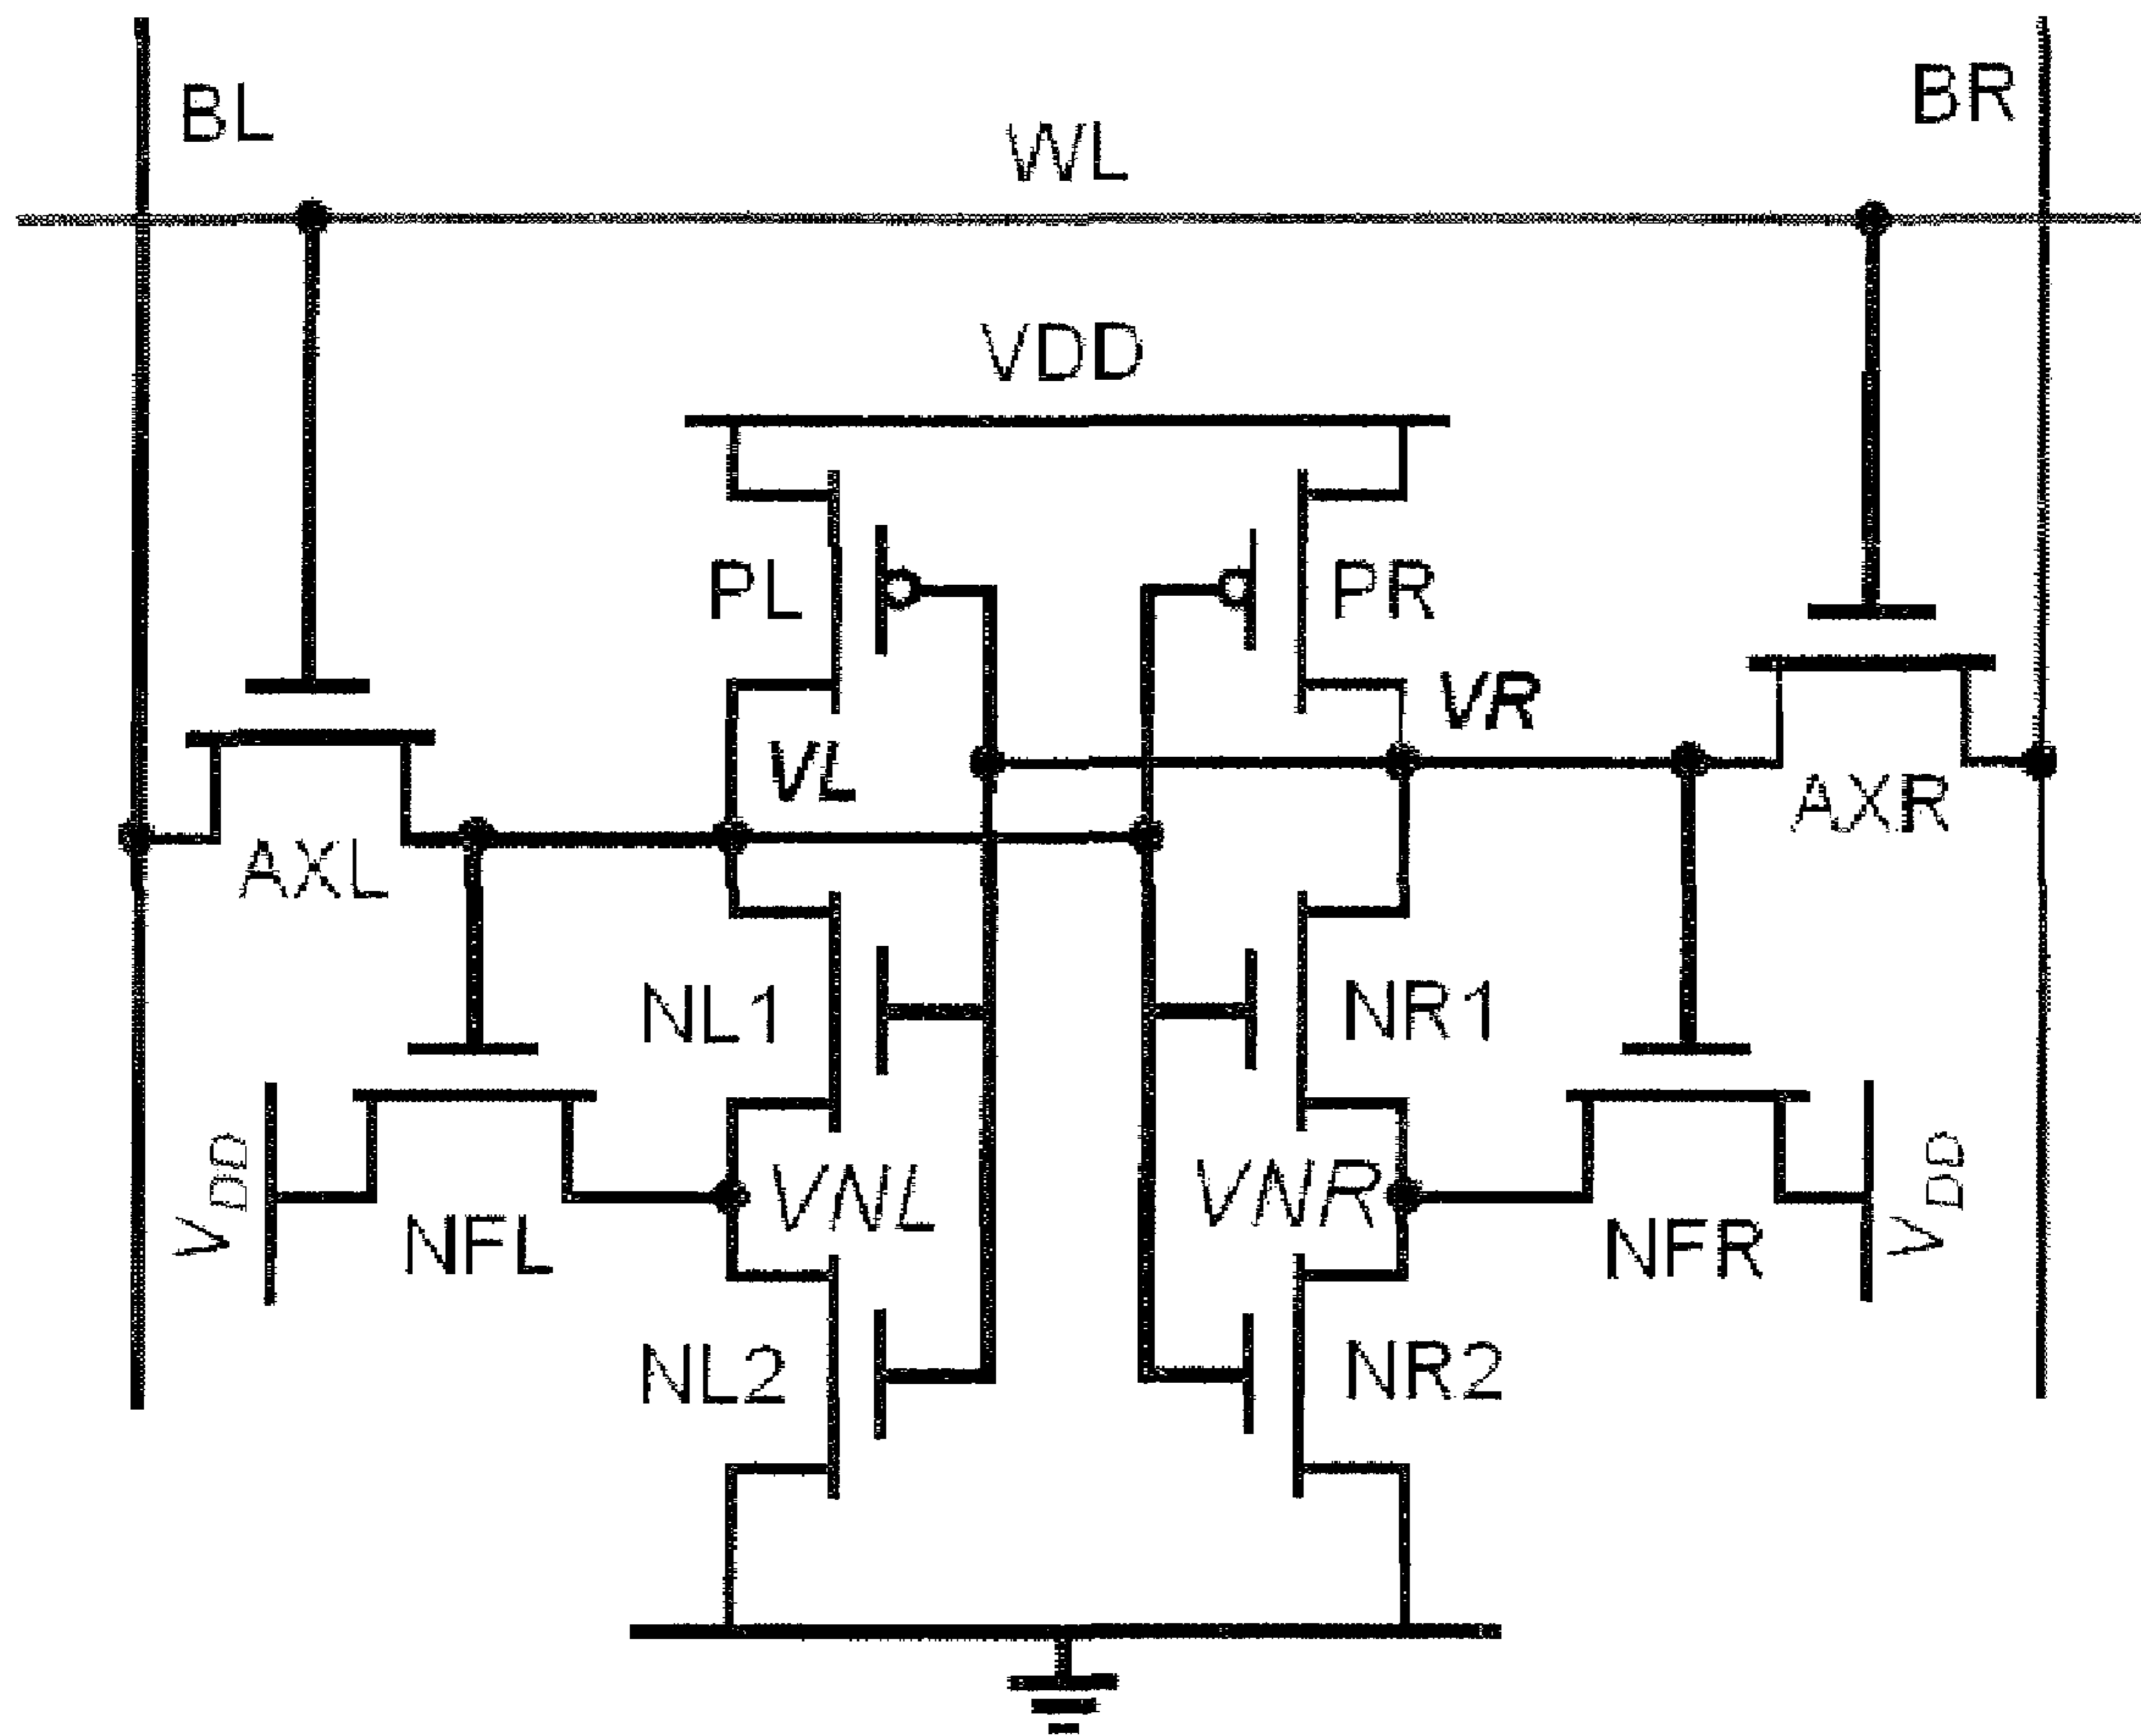 BL
BR
WL
VDD
PL
PR
VR
VL
AXR
AXL
NL1
NR1
VDD
VNL
VNR
VDD
NFL
NFR
NL2
NR2